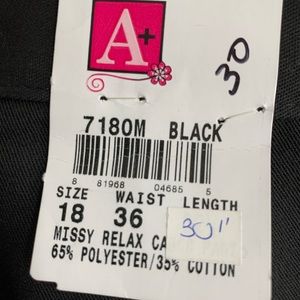 A+
30
7180M BLACK
8 81968 04685 5
SIZE WAIST LENGTH
18 36 30"
MISSY RELAX CA
65% POLYESTER/35% COTTON